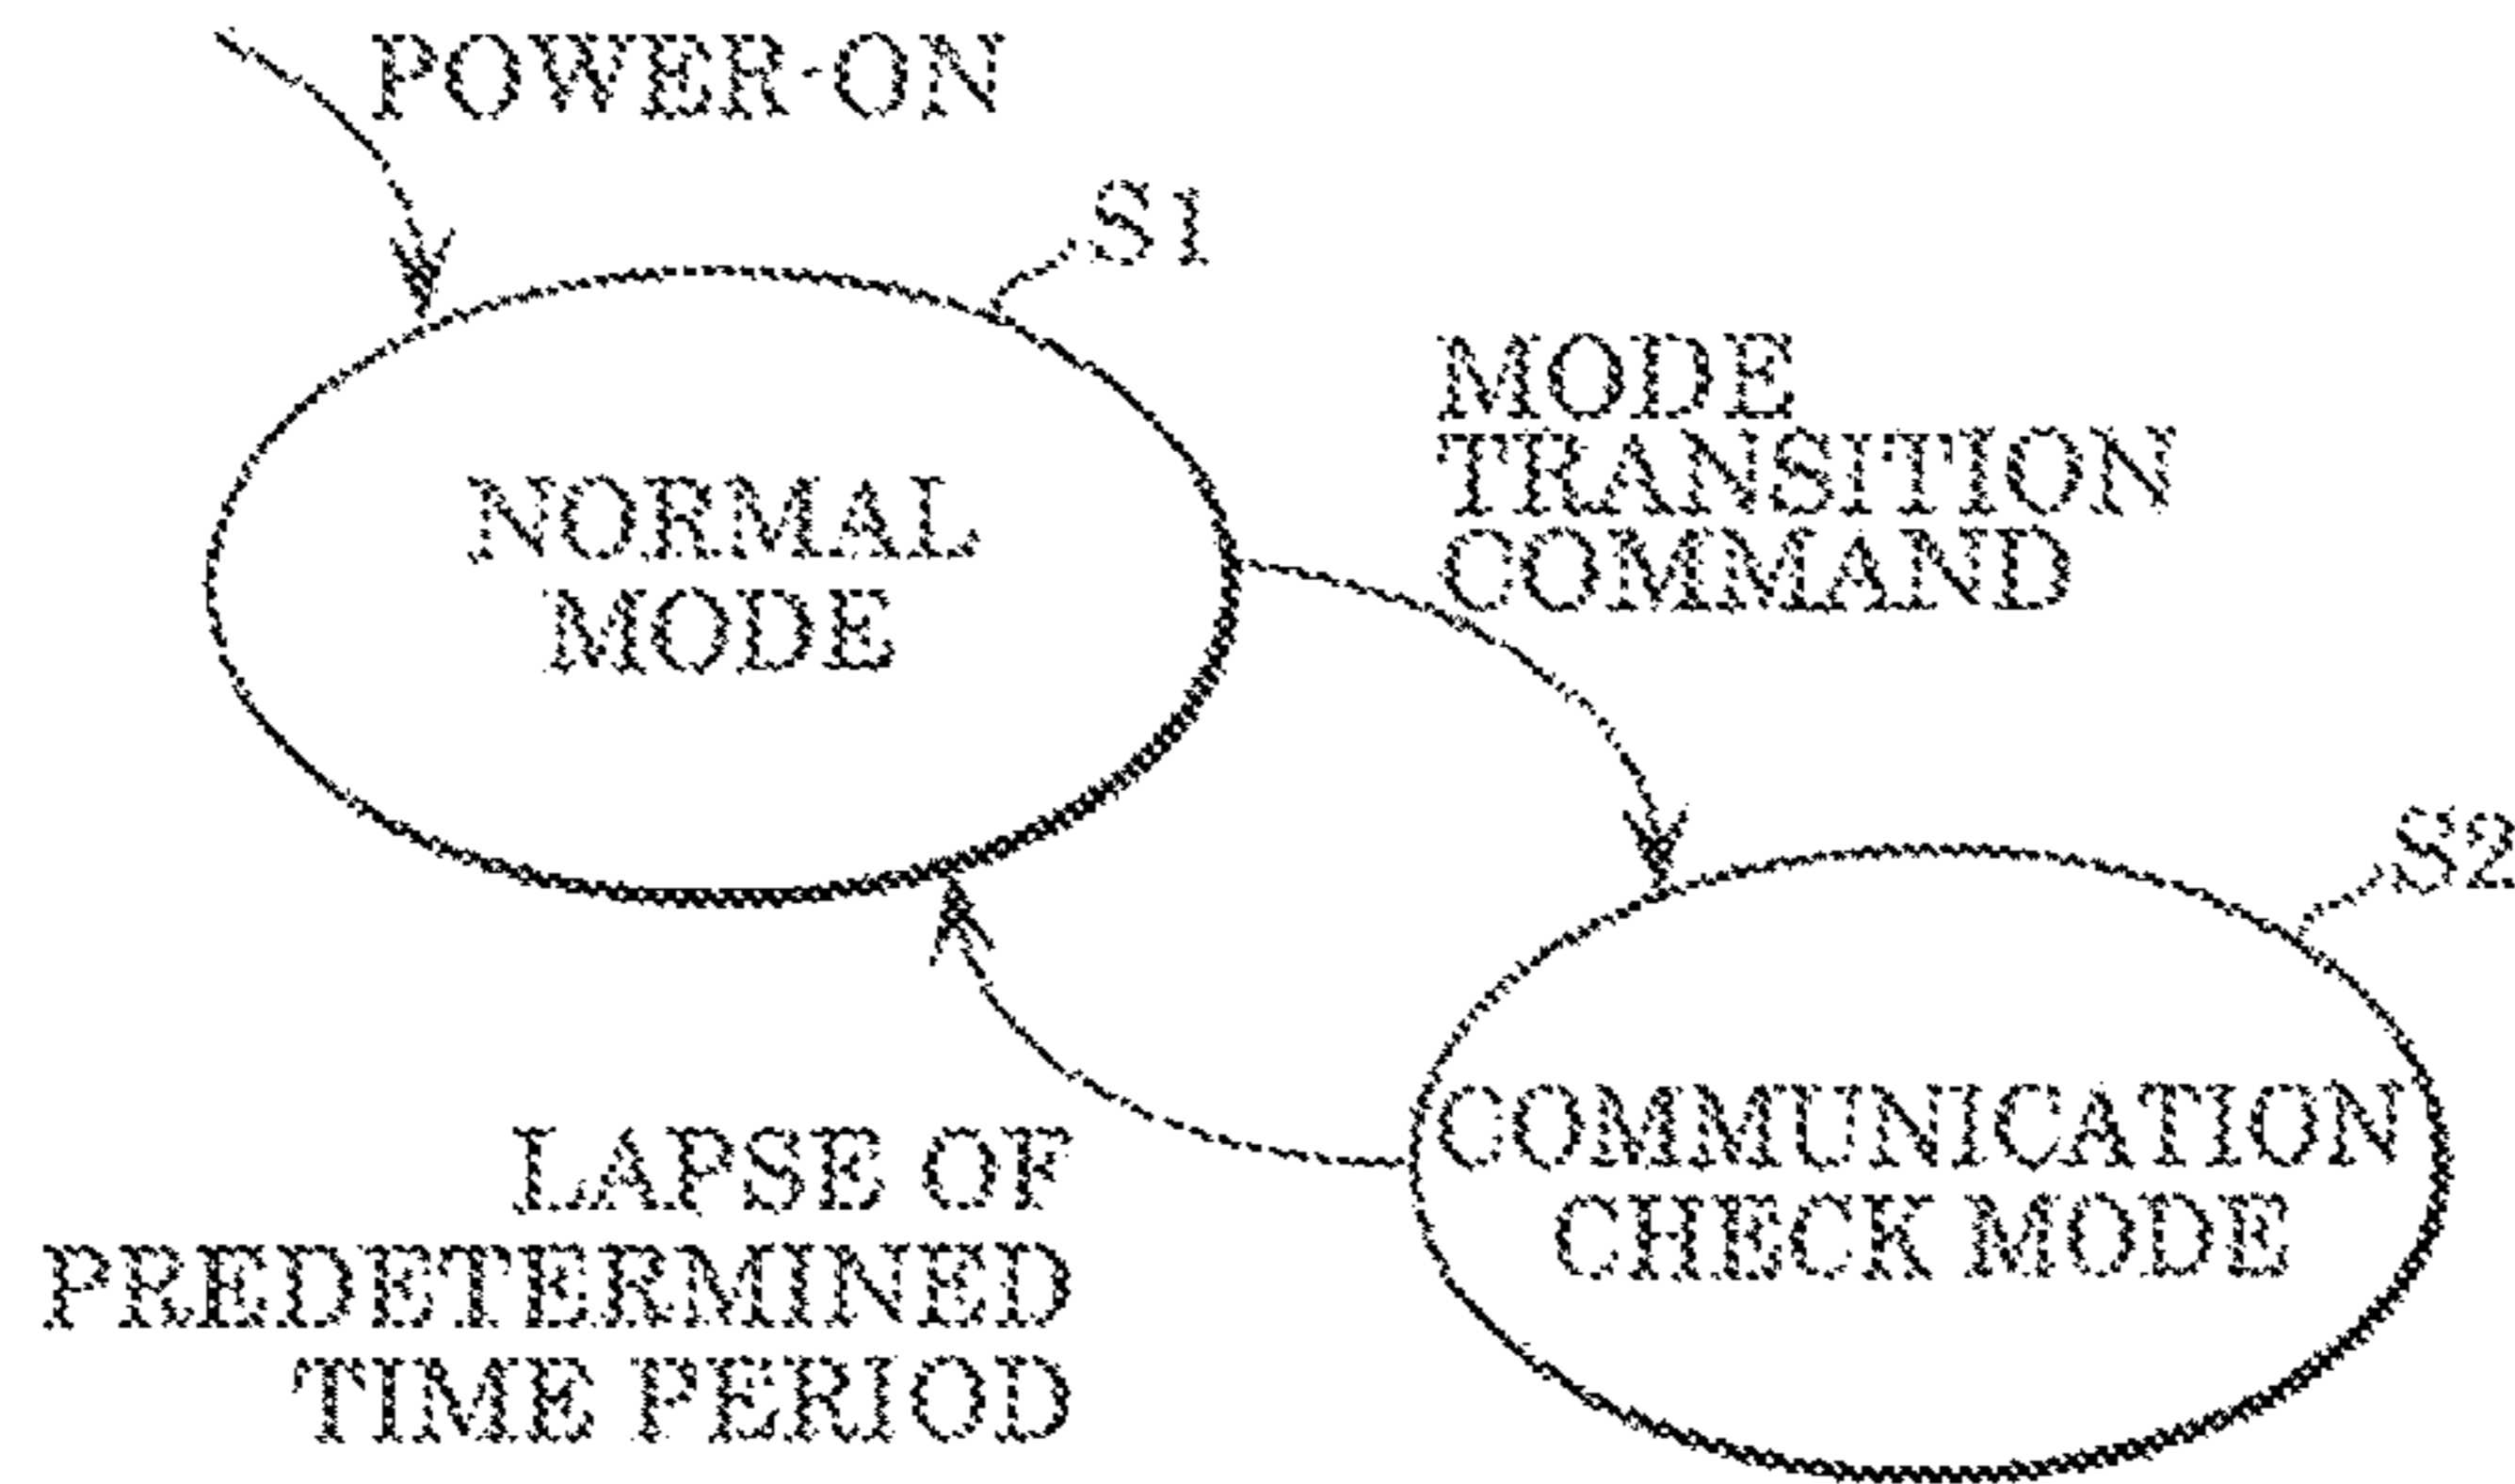 POWER-ON
S1
NORMAL
MODE
MODE
TRANSITION
COMMAND
S2
COMMUNICATION
CHECK MODE
LAPSE OF
PREDETERMINED
TIME PERIOD